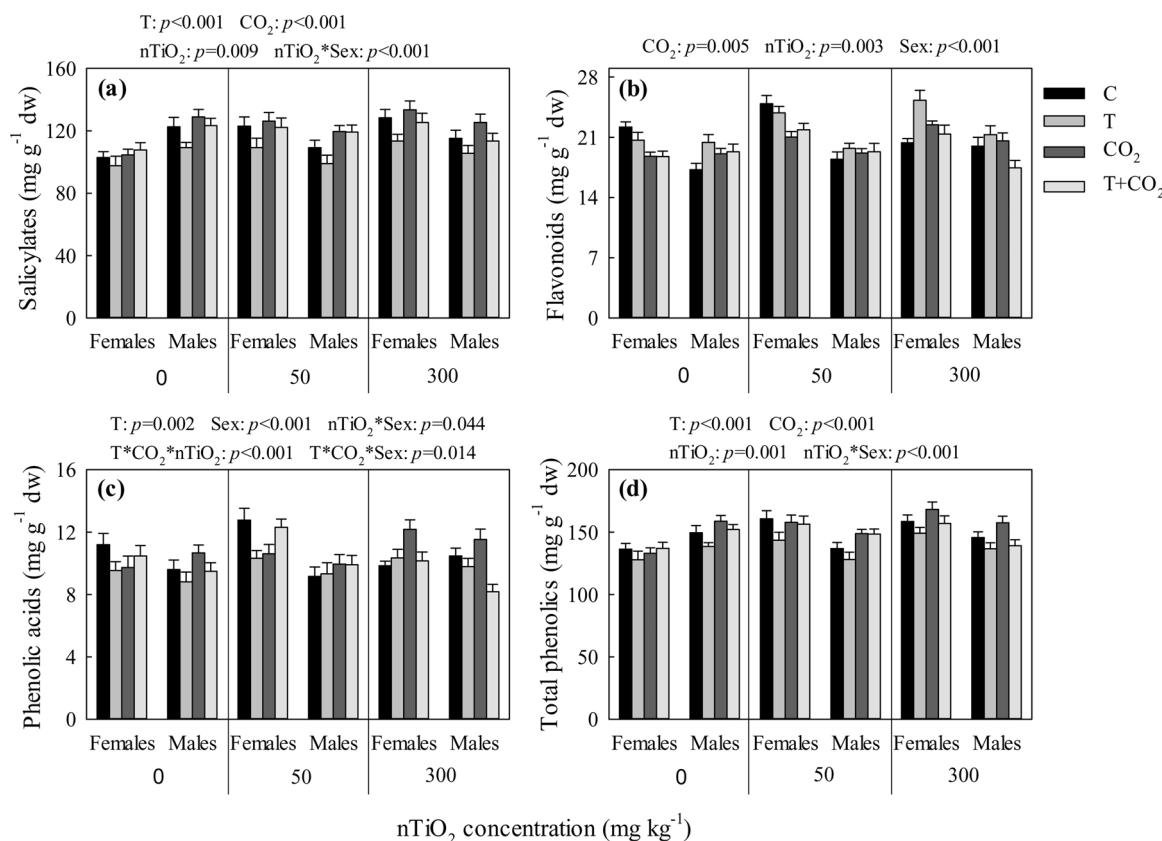 T: p<0.001 CO₂: p<0.001
nTiO₂: p=0.009 nTiO₂*Sex: p<0.001
(a)
Salicylates (mg g⁻¹ dw)
160
120
80
40
0
Females Males Females Males Females Males
0 50 300
CO₂: p=0.005 nTiO₂: p=0.003 Sex: p<0.001
(b)
Flavonoids (mg g⁻¹ dw)
28
21
14
7
0
Females Males Females Males Females Males
0 50 300
C
T
CO₂
T+CO₂
T: p=0.002 Sex: p<0.001 nTiO₂*Sex: p=0.044
T*CO₂*nTiO₂: p<0.001 T*CO₂*Sex: p=0.014
(c)
Phenolic acids (mg g⁻¹ dw)
16
12
8
4
0
Females Males Females Males Females Males
0 50 300
T: p<0.001 CO₂: p<0.001
nTiO₂: p=0.001 nTiO₂*Sex: p<0.001
(d)
Total phenolics (mg g⁻¹ dw)
200
150
100
50
0
Females Males Females Males Females Males
0 50 300
nTiO₂ concentration (mg kg⁻¹)